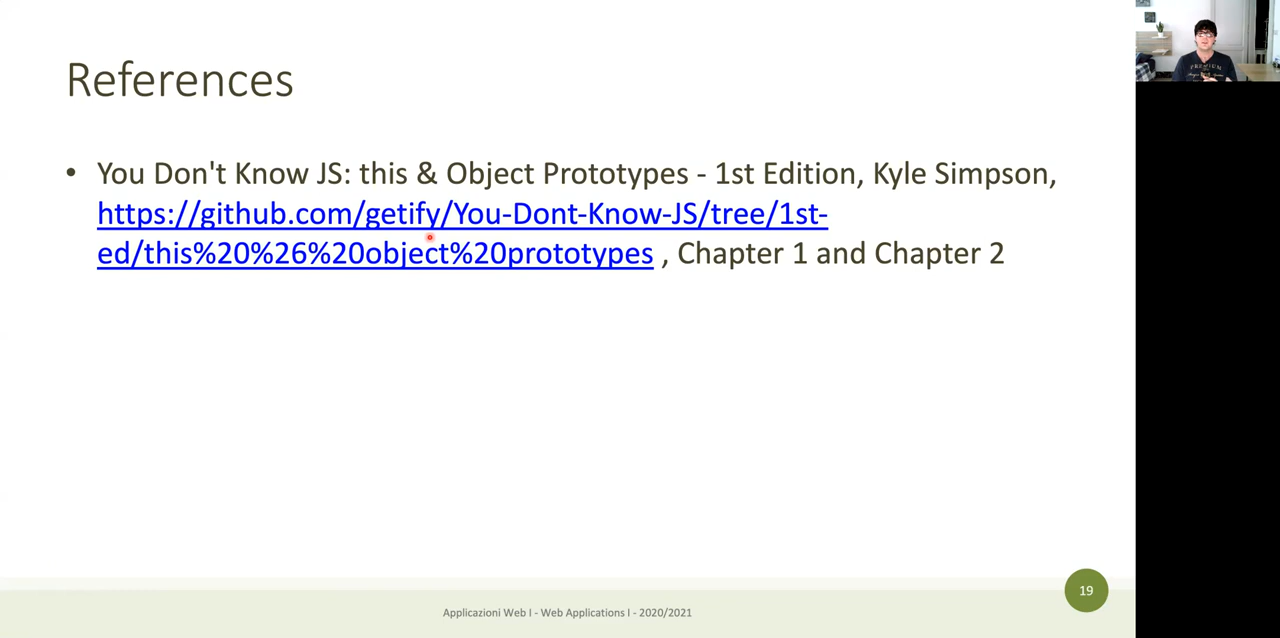 References
• You Don't Know JS: this & Object Prototypes - 1st Edition, Kyle Simpson,
https://github.com/getify/You-Dont-Know-JS/tree/1st-
ed/this%20%26%20object%20prototypes , Chapter 1 and Chapter 2
19
Applicazioni Web I - Web Applications I - 2020/2021